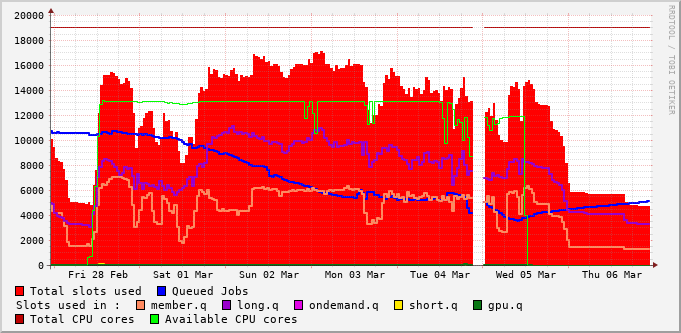 RRDTOOL / TOBI OETIKER
20000
18000
16000
14000
12000
10000
8000
6000
4000
2000
0
Fri 28 Feb Sat 01 Mar Sun 02 Mar Mon 03 Mar Tue 04 Mar Wed 05 Mar Thu 06 Mar
Total slots used Queued Jobs
Slots used in : member.q long.q ondemand.q short.q gpu.q
Total CPU cores Available CPU cores